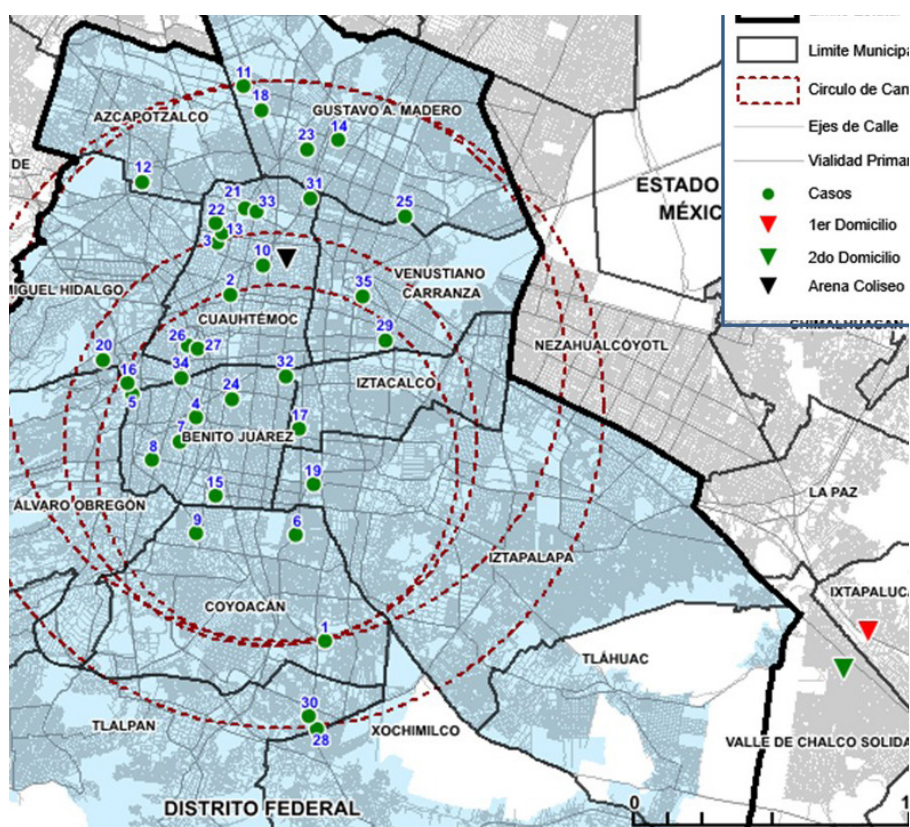 Limite Municipa
Circulo de Can
Ejes de Calle
Vialidad Primar
Casos
1er Domicilio
2do Domicilio
Arena Coliseo
11
18
GUSTAVO A. MADERO
AZCAPOTZALCO
23
14
DE
12
21
33
31
25
ESTADO
MÉXIC
22
13
3
10
VENUSTIANO
CARRANZA
MIGUEL HIDALGO
2
35
CUAUHTÉMOC
29
CHIMALHUACÁN
26
27
NEZAHUALCÓYOTL
20
16
34
32
IZTACALCO
5
24
4
17
7
BENITO JUÁREZ
8
15
19
LA PAZ
ÁLVARO OBREGÓN
9
6
IZTAPALAPA
IXTAPALUCA
COYOACÁN
1
TLÁHUAC
30
28
TLALPAN
XOCHIMILCO
VALLE DE CHALCO SOLIDA
DISTRITO FEDERAL
0
1